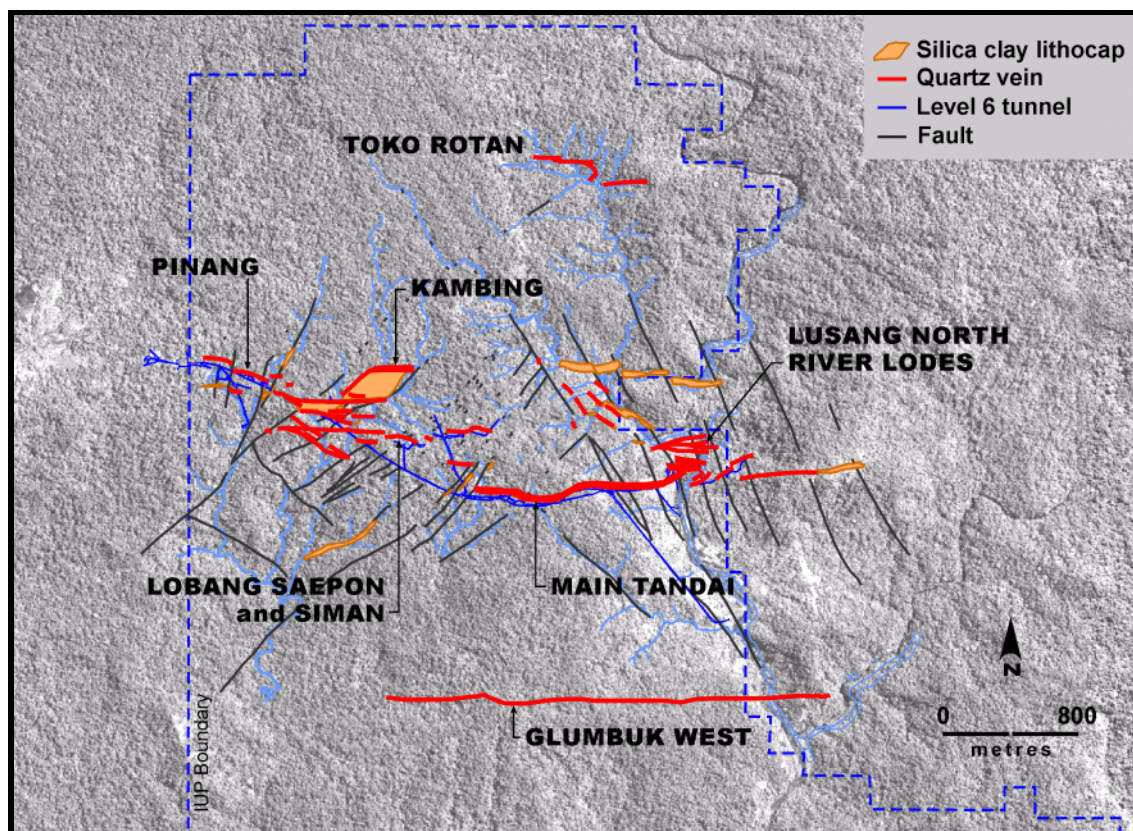 Silica clay lithocap
Quartz vein
Level 6 tunnel
Fault
TOKO ROTAN
PINANG
KAMBING
LUSANG NORTH
RIVER LODES
LOBANG SAEPON
and SIMAN
MAIN TANDAI
GLUMBUK WEST
IUP Boundary
N
0 800
metres